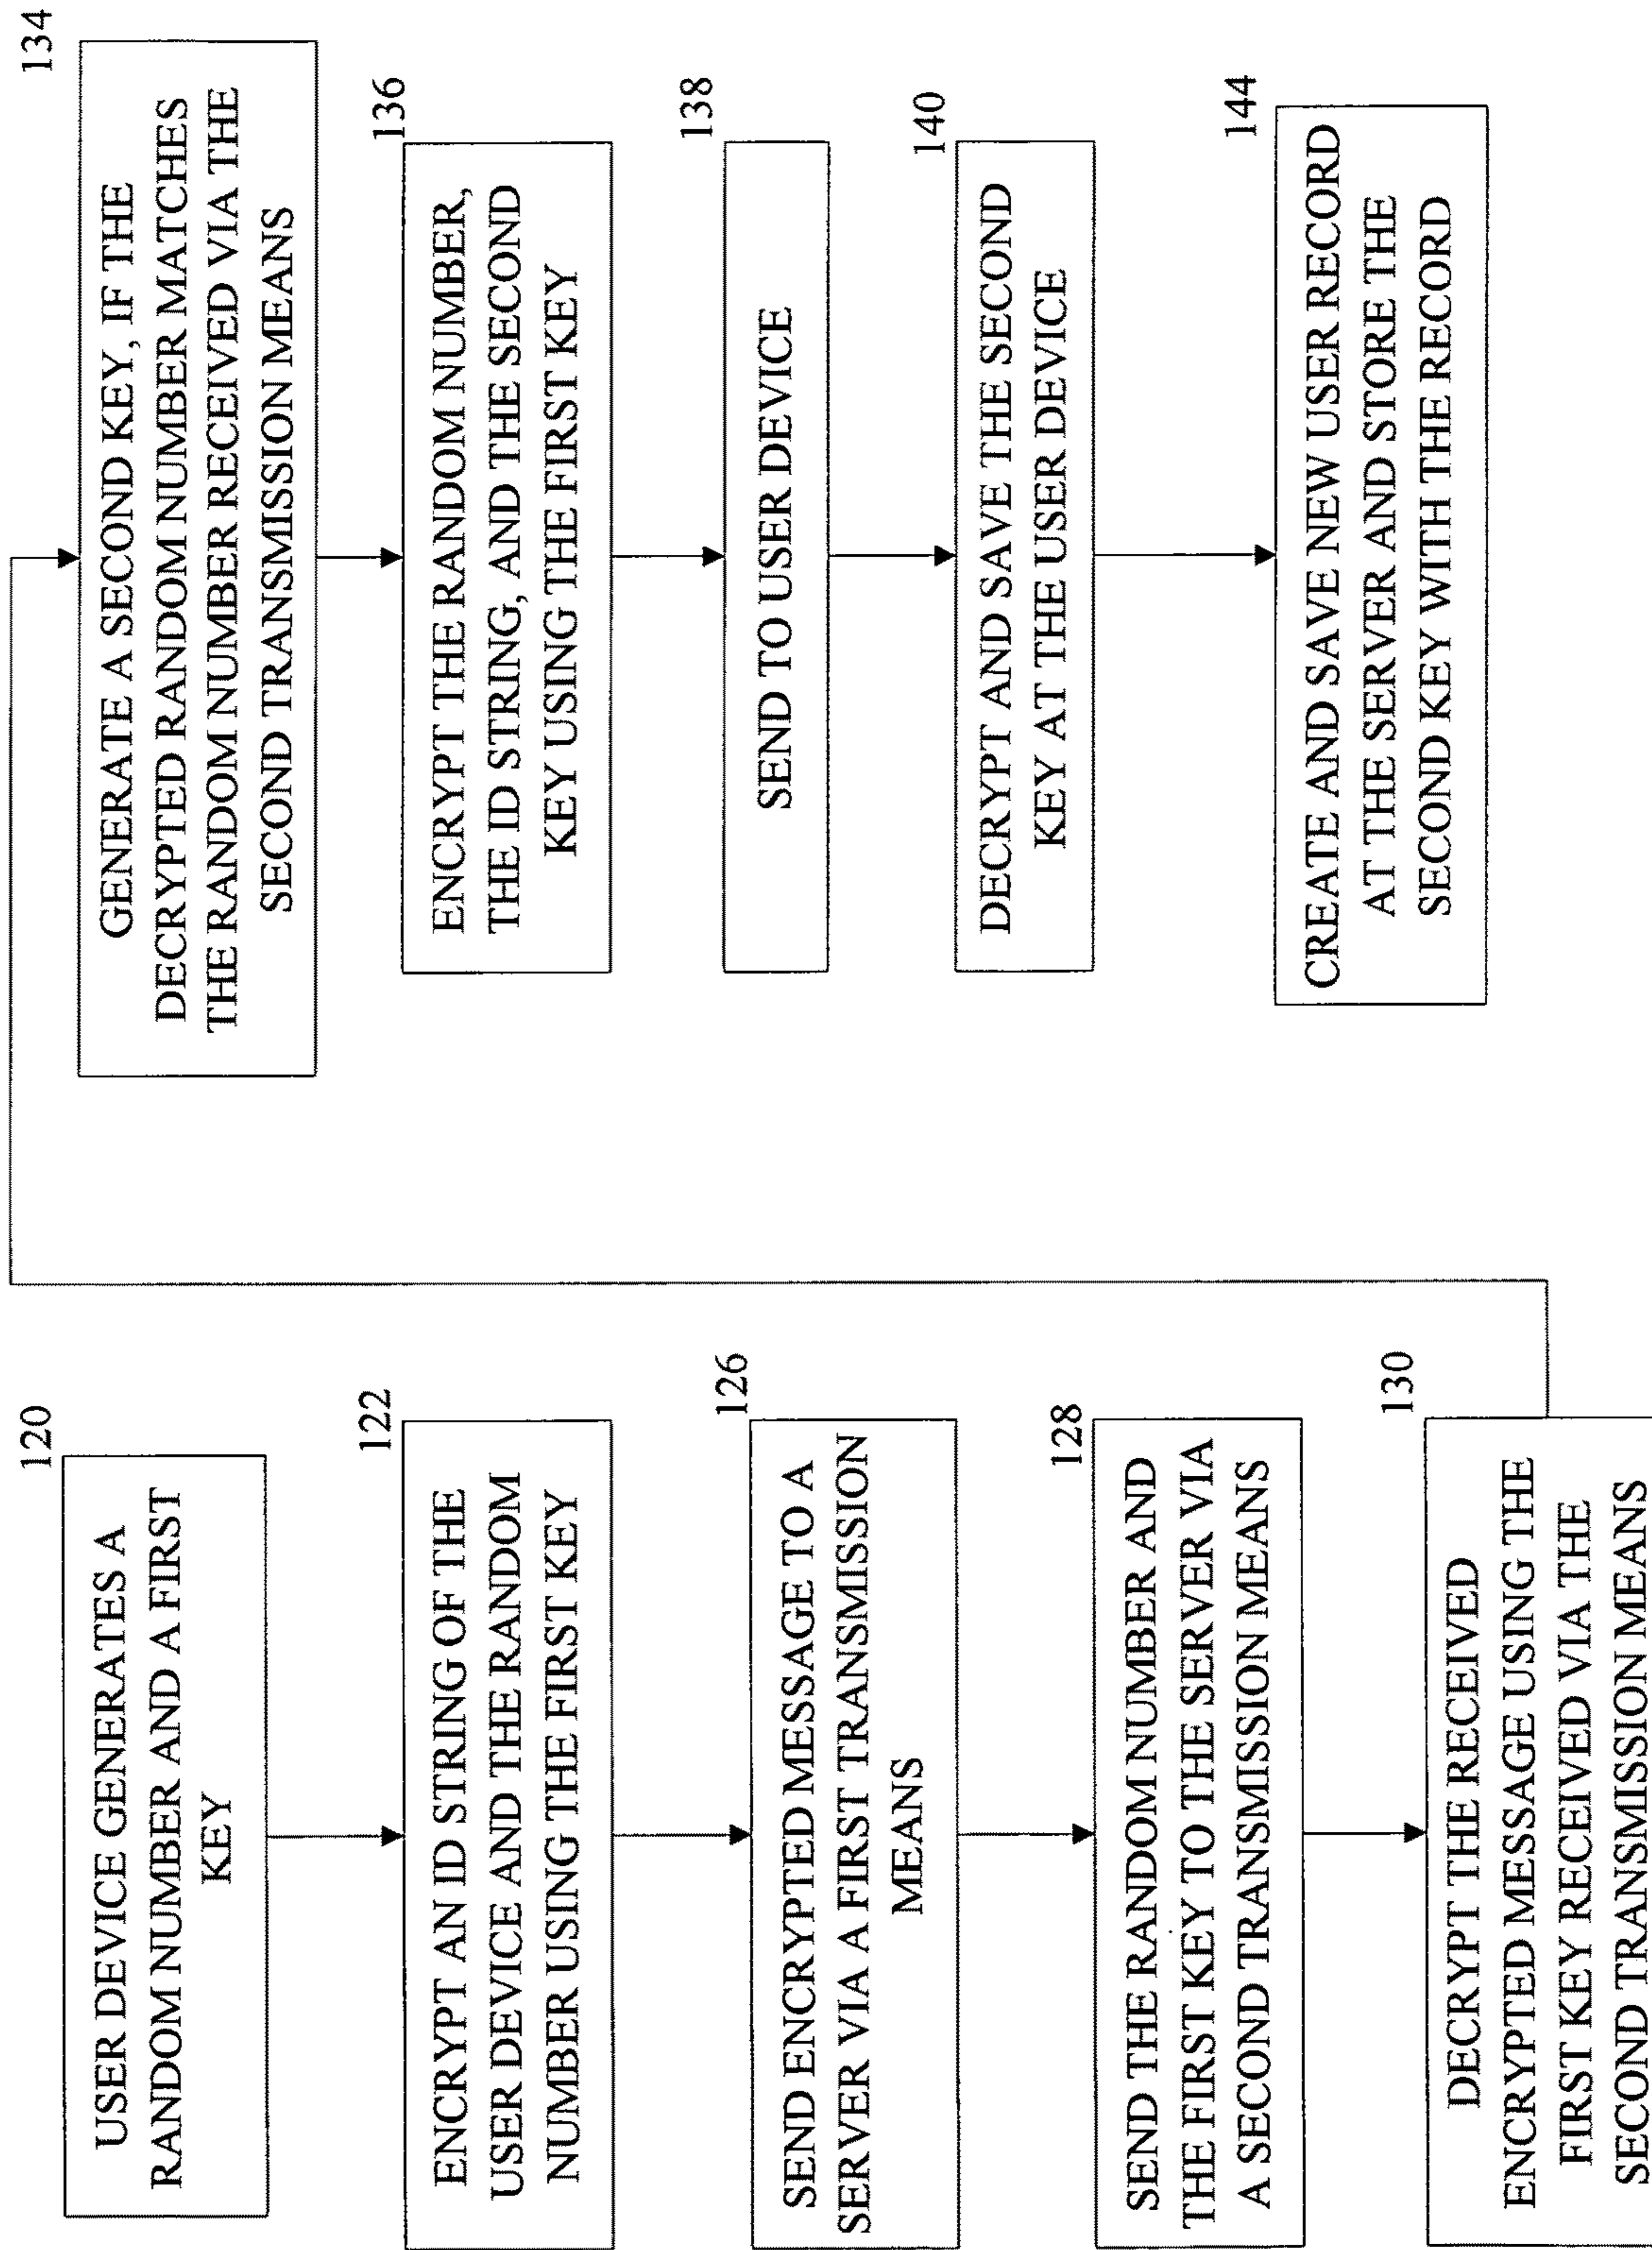 120
USER DEVICE GENERATES A
RANDOM NUMBER AND A FIRST
KEY
122
ENCRYPT AN ID STRING OF THE
USER DEVICE AND THE RANDOM
NUMBER USING THE FIRST KEY
126
SEND ENCRYPTED MESSAGE TO A
SERVER VIA A FIRST TRANSMISSION
MEANS
128
SEND THE RANDOM NUMBER AND
THE FIRST KEY TO THE SERVER VIA
A SECOND TRANSMISSION MEANS
130
DECRYPT THE RECEIVED
ENCRYPTED MESSAGE USING THE
FIRST KEY RECEIVED VIA THE
SECOND TRANSMISSION MEANS
134
GENERATE A SECOND KEY, IF THE
DECRYPTED RANDOM NUMBER MATCHES
THE RANDOM NUMBER RECEIVED VIA THE
SECOND TRANSMISSION MEANS
136
ENCRYPT THE RANDOM NUMBER,
THE ID STRING, AND THE SECOND
KEY USING THE FIRST KEY
138
SEND TO USER DEVICE
140
DECRYPT AND SAVE THE SECOND
KEY AT THE USER DEVICE
144
CREATE AND SAVE NEW USER RECORD
AT THE SERVER AND STORE THE
SECOND KEY WITH THE RECORD